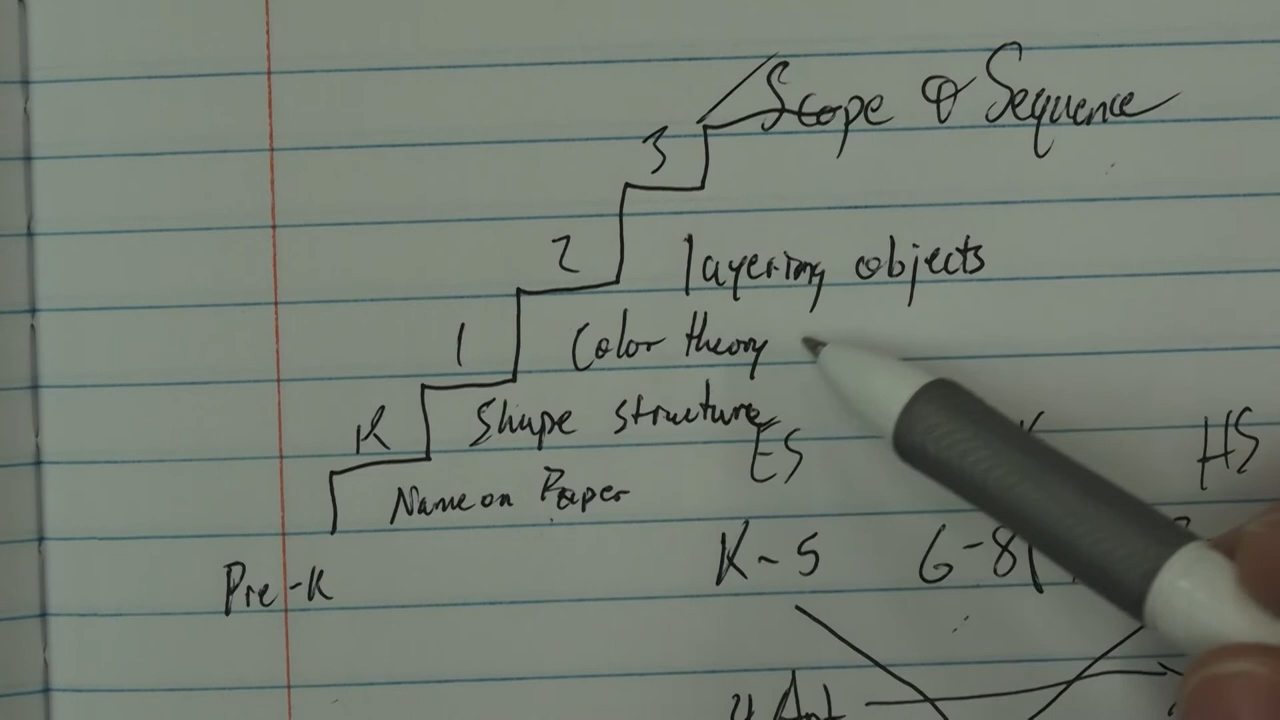 Scope & Sequence
3
2 layering objects
1 Color theory
K Shape structure
ES HS
Name on Paper
K-5 6-8
Pre-K